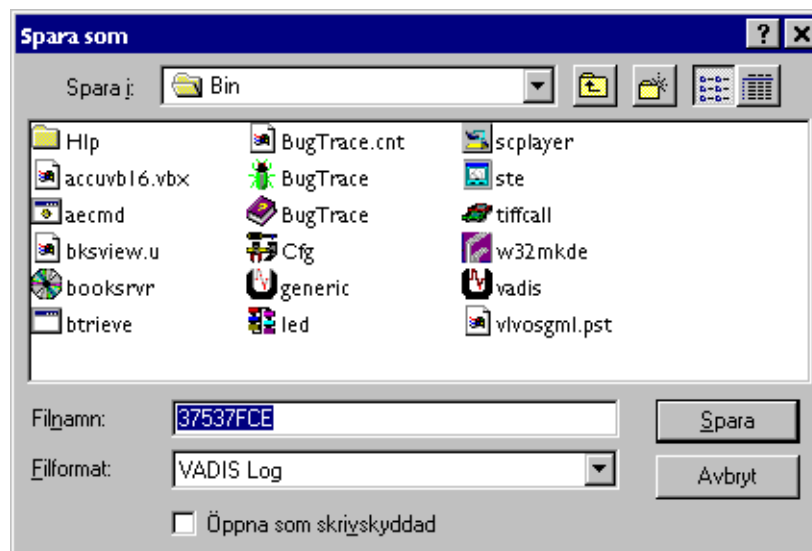 Spara som
Spara i: Bin
Hlp BugTrace.cnt scplayer
accuvb16.vbx BugTrace ste
aecmd BugTrace tiffcall
bksview.u Cfg w32mkde
booksrvr generic vadis
btrieve led vlvosgml.pst
Filnamn: 37537FCE Spara
Filformat: VADIS Log Avbryt
Öppna som skrivskyddad